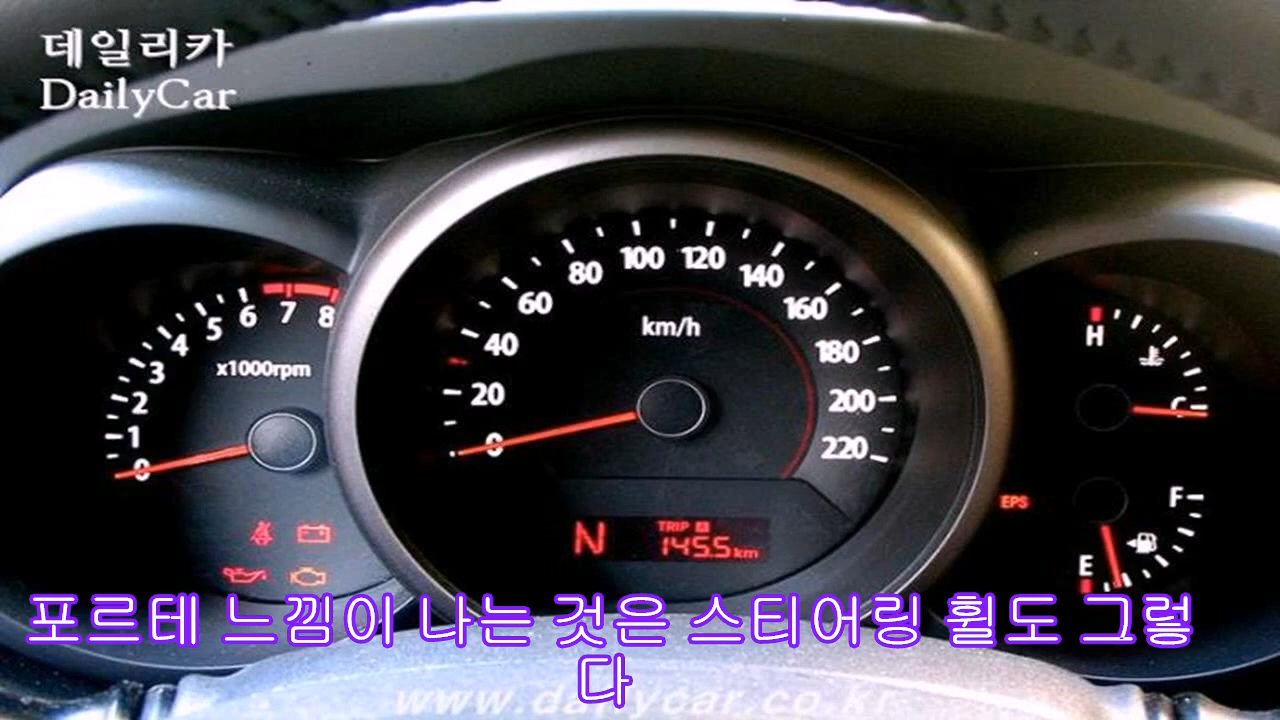 데일리카
DailyCar
0 1 2 3 4 5 6 7 8
x1000rpm
0 20 40 60 80 100 120 140 160 180 200 220
km/h
N
TRIP A
145.5 km
H
C
EPS
F
E
포르테 느낌이 나는 것은 스티어링 휠도 그렇
다
www.dailycar.co.kr